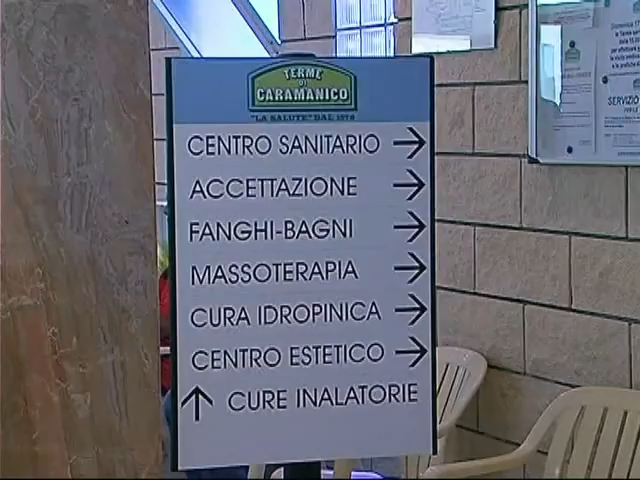 TERME
DI
CARAMANICO
"LA SALUTE" DAL 1576
CENTRO SANITARIO →
ACCETTAZIONE →
FANGHI-BAGNI →
MASSOTERAPIA →
CURA IDROPINICA →
CENTRO ESTETICO →
↑ CURE INALATORIE
SERVIZIO